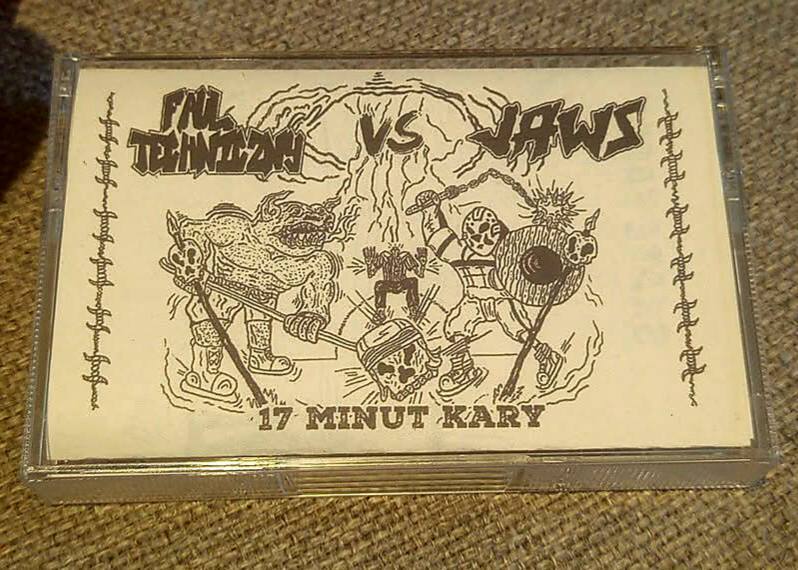 FAUL TECHNICZNY VS JAWS
17 MINUT KARY